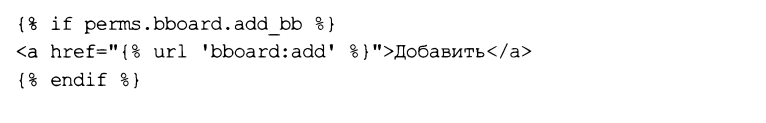 {% if perms.bboard.add_bb %}
<a href="{% url 'bboard:add' %}">Добавить</a>
{% endif %}